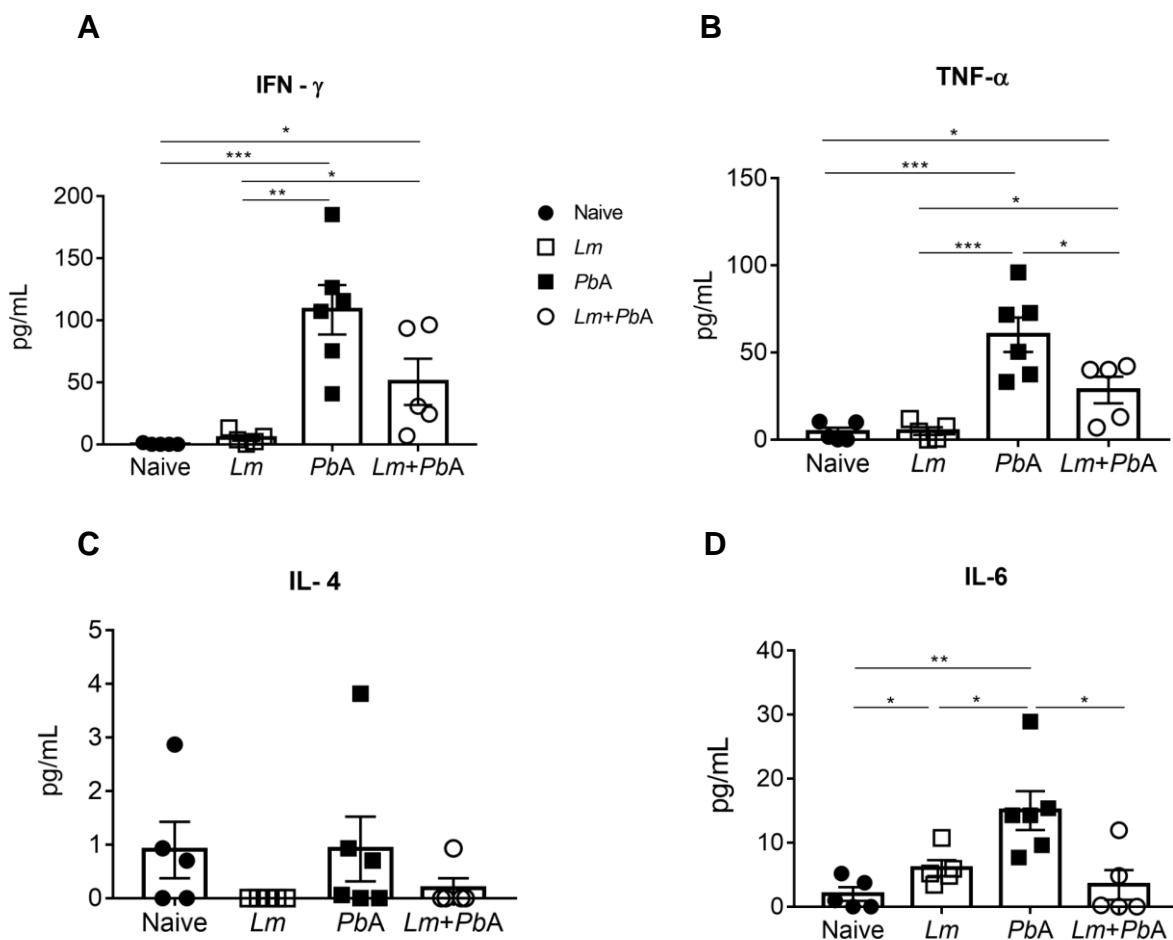 A
IFN - γ
*
***
*
**
200
150
100
50
0
pg/mL
Naive
Lm
PbA
Lm+PbA
Naive Lm PbA Lm+PbA
B
TNF-α
*
***
*
*** *
150
100
50
0
pg/mL
Naive Lm PbA Lm+PbA
C
IL- 4
5
4
3
2
1
0
pg/mL
Naive Lm PbA Lm+PbA
D
IL-6
**
* * *
40
30
20
10
0
pg/mL
Naive Lm PbA Lm+PbA